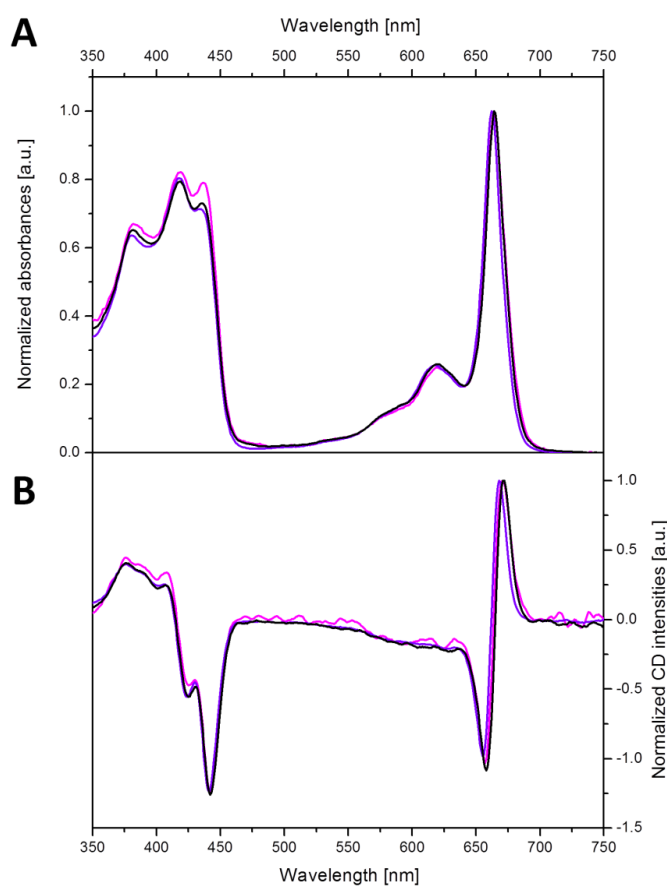 A
Wavelength [nm]
350 400 450 500 550 600 650 700 750
Normalized absorbances [a.u.]
1.0
0.8
0.6
0.4
0.2
0.0
B
1.0
0.5
0.0
-0.5
-1.0
-1.5
Normalized CD intensities [a.u.]
350 400 450 500 550 600 650 700 750
Wavelength [nm]